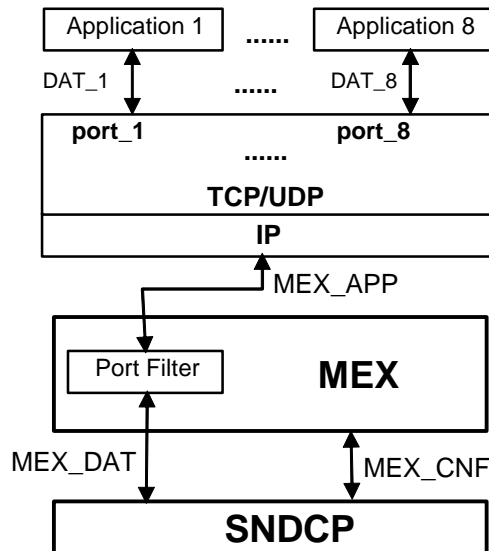 Application 1 ...... Application 8
DAT_1 ...... DAT_8
port_1 port_8
......
TCP/UDP
IP
MEX_APP
Port Filter MEX
MEX_DAT MEX_CNF
SNDCP